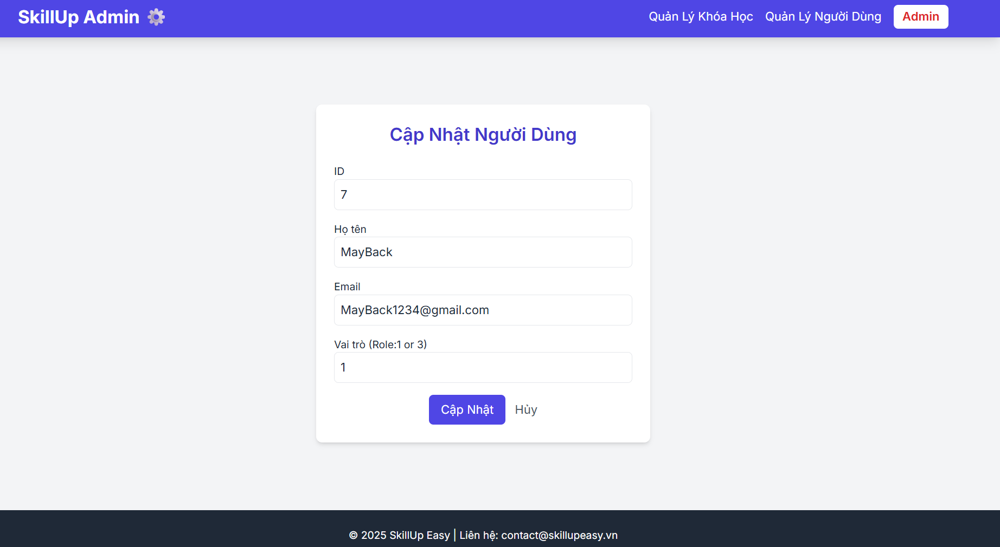 SkillUp Admin ⚙️
Quản Lý Khóa Học Quản Lý Người Dùng Admin
Cập Nhật Người Dùng
ID
7
Họ tên
MayBack
Email
MayBack1234@gmail.com
Vai trò (Role:1 or 3)
1
Cập Nhật Hủy
© 2025 SkillUp Easy | Liên hệ: contact@skillupeasy.vn